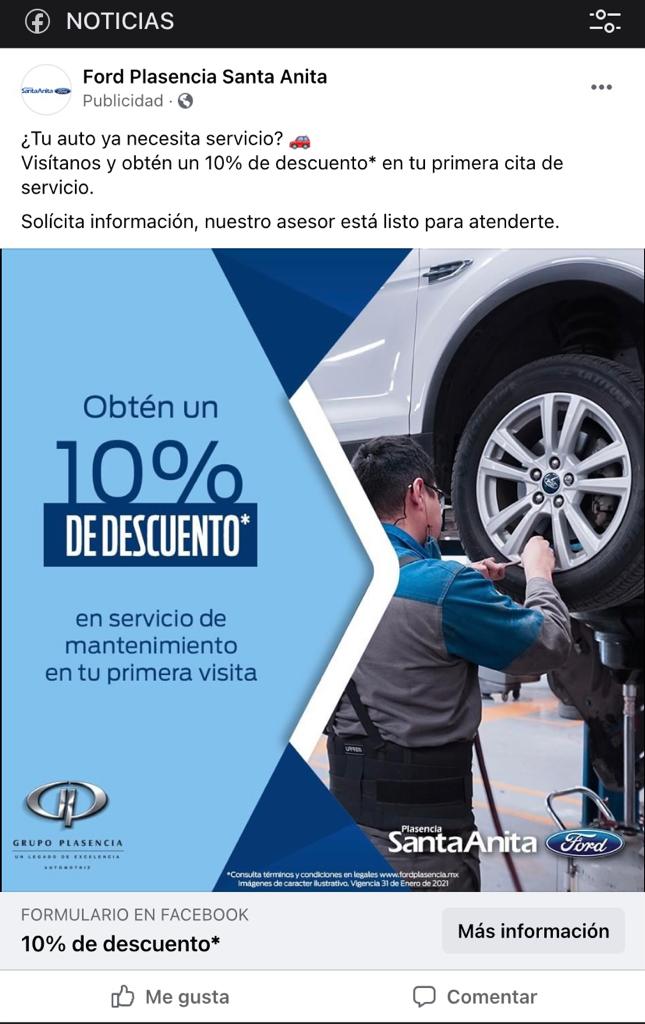 NOTICIAS
Ford Plasencia Santa Anita
SantaAnita Ford
Publicidad ·
¿Tu auto ya necesita servicio? 🚗
Visítanos y obtén un 10% de descuento* en tu primera cita de
servicio.
Solícita información, nuestro asesor está listo para atenderte.
Obtén un
10%
DE DESCUENTO*
en servicio de
mantenimiento
en tu primera visita
GRUPO PLASENCIA
UN LEGADO DE EXCELENCIA
AUTOMOTRIZ
Plasencia
SantaAnita Ford
*Consulta términos y condiciones en legales www.fordplasencia.mx
Imágenes de caracter ilustrativo. Vigencia 31 de Enero de 2021
FORMULARIO EN FACEBOOK
10% de descuento*
Más información
Me gusta
Comentar